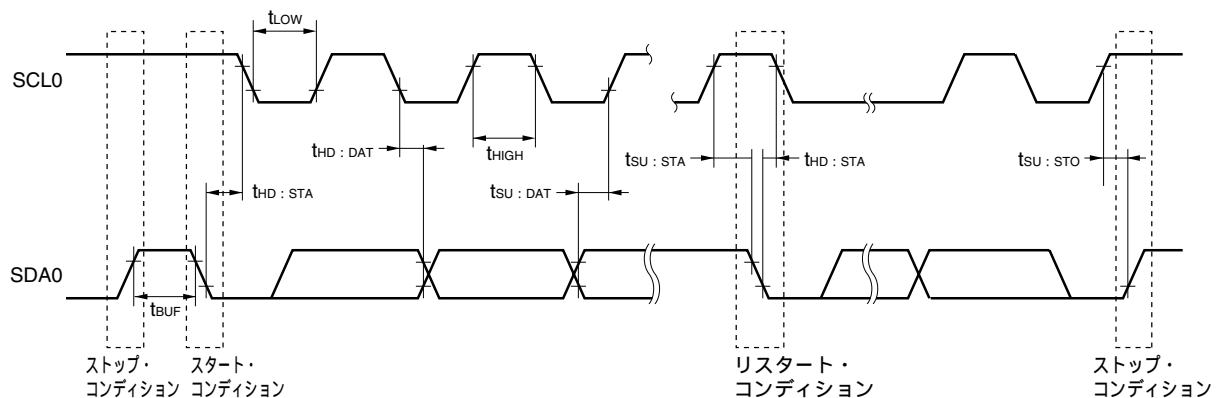 tLOW
SCL0
tHD : DAT
tHIGH
tSU : STA
tHD : STA
tSU : STO
tHD : STA
tSU : DAT
SDA0
tBUF
ストップ・
コンディション
スタート・
コンディション
リスタート・
コンディション
ストップ・
コンディション